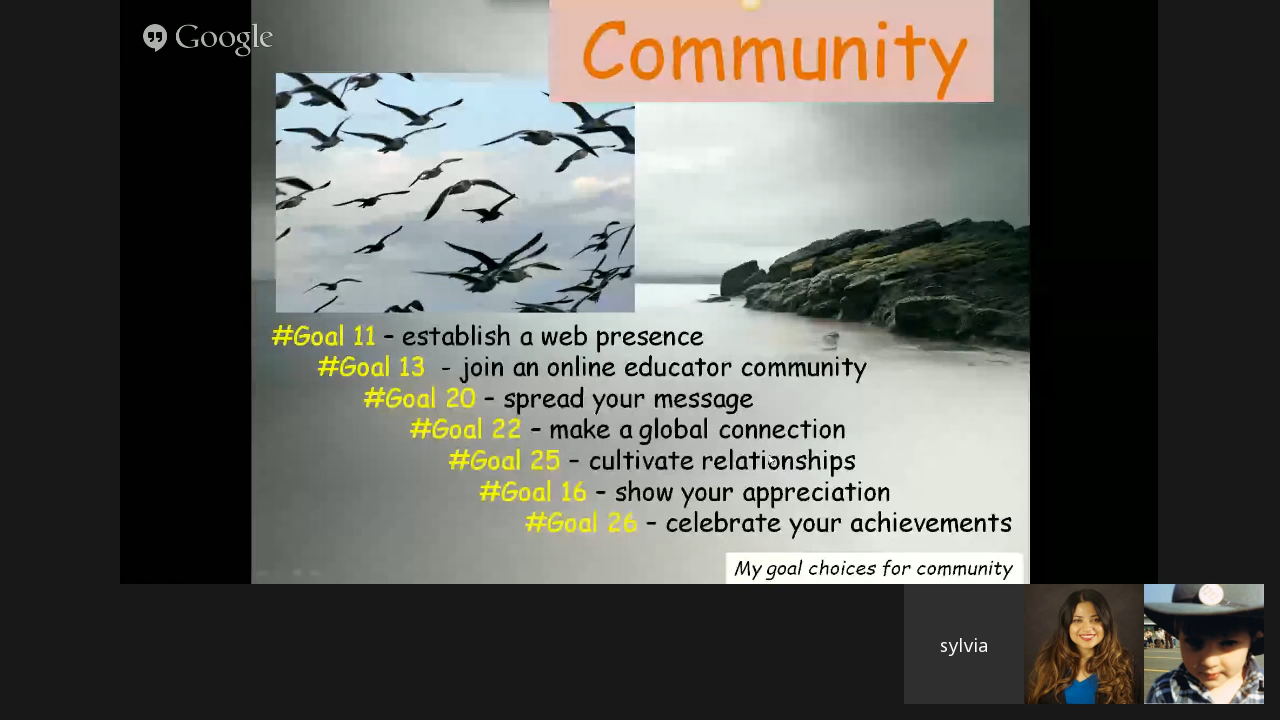 Google
Community
#Goal 11 – establish a web presence
#Goal 13 - join an online educator community
#Goal 20 – spread your message
#Goal 22 – make a global connection
#Goal 25 – cultivate relationships
#Goal 16 – show your appreciation
#Goal 26 – celebrate your achievements
My goal choices for community
sylvia